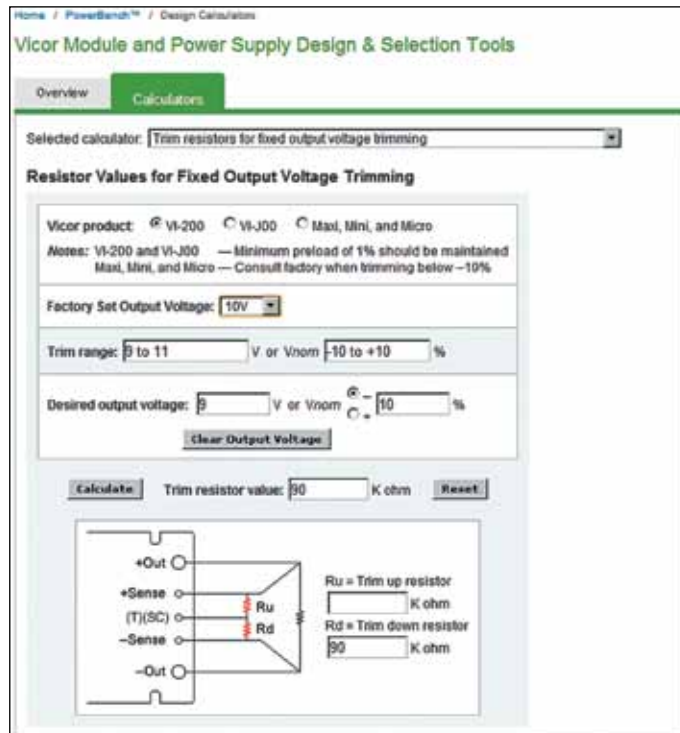 Home / PowerBench™ / Design Calculators
Vicor Module and Power Supply Design & Selection Tools
Overview
Calculators
Selected calculator: Trim resistors for fixed output voltage trimming
Resistor Values for Fixed Output Voltage Trimming
Vicor product: VI-200 VI-J00 Maxi, Mini, and Micro
Notes: VI-200 and VI-J00 — Minimum preload of 1% should be maintained
Maxi, Mini, and Micro — Consult factory when trimming below –10%
Factory Set Output Voltage: 10V
Trim range: 9 to 11 V or Vnom -10 to +10 %
Desired output voltage: 9 V or Vnom – + 10 %
Clear Output Voltage
Calculate Trim resistor value: 90 K ohm Reset
+Out
+Sense
(T)(SC)
–Sense
–Out
Ru
Rd
Ru = Trim up resistor
K ohm
Rd = Trim down resistor
90 K ohm